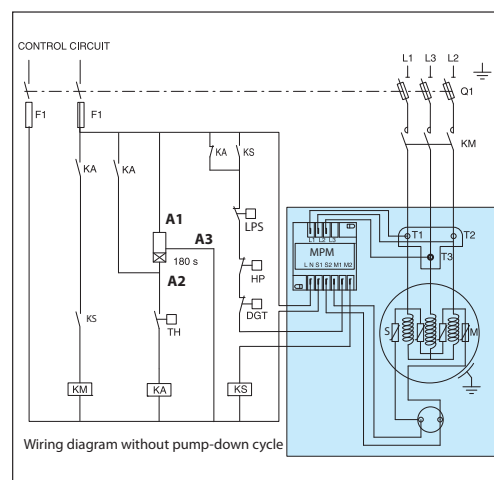 CONTROL CIRCUIT
L1 L3 L2
F1 F1
Q1
KM
KA KA KA KS
A1
A3
LPS
180 s
A2
HP
DGT
TH
KS
KM KA KS
L1 L2 L3
MPM
L N S1 S2 M1 M2
T1 T2
T3
S M
Wiring diagram without pump-down cycle